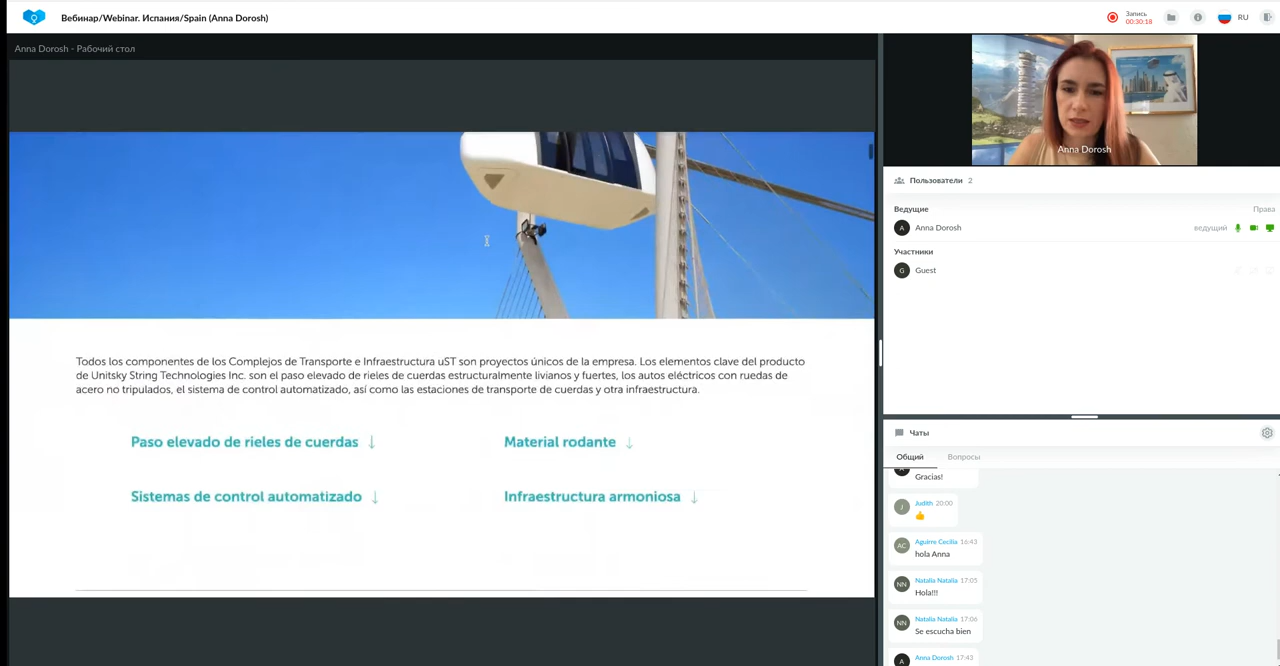 Вебинар/Webinar. Испания/Spain (Anna Dorosh)
Запись
00:30:18
RU
Anna Dorosh - Рабочий стол
Anna Dorosh
Todos los componentes de los Complejos de Transporte e Infraestructura uST son proyectos únicos de la empresa. Los elementos clave del producto
de Unitsky String Technologies Inc. son el paso elevado de rieles de cuerdas estructuralmente livianos y fuertes, los autos eléctricos con ruedas de
acero no tripulados, el sistema de control automatizado, así como las estaciones de transporte de cuerdas y otra infraestructura.
Paso elevado de rieles de cuerdas ↓
Material rodante ↓
Sistemas de control automatizado ↓
Infraestructura armoniosa ↓
Пользователи 2
Ведущие Права
A Anna Dorosh ведущий
Участники
G Guest
Чаты
Общий Вопросы
Gracias!
J Judith 20:00
👍
AC Aguirre Cecilia 16:43
hola Anna
NN Natalia Natalia 17:05
Hola!!!
NN Natalia Natalia 17:06
Se escucha bien
A Anna Dorosh 17:43